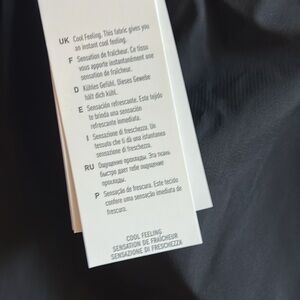 UK Cool Feeling. This fabric gives you
an instant cool feeling.
F Sensation de fraîcheur. Ce tissu
vous apporte instantanément une
sensation de fraîcheur.
D Kühles Gefühl. Dieses Gewebe
hält dich kühl.
E Sensación refrescante. Este tejido
te brinda una sensación
refrescante inmediata.
I Sensazione di freschezza. Un
tessuto che ti dà una istantanea
sensazione di freschezza.
RU Ощущение прохлады. Эта ткань
быстро дает тебе ощущение
прохлады.
P Sensação de frescura. Este tecido
confere uma sensação imediata de
frescura.
COOL FEELING
SENSATION DE FRAÎCHEUR
SENSAZIONE DI FRESCHEZZA